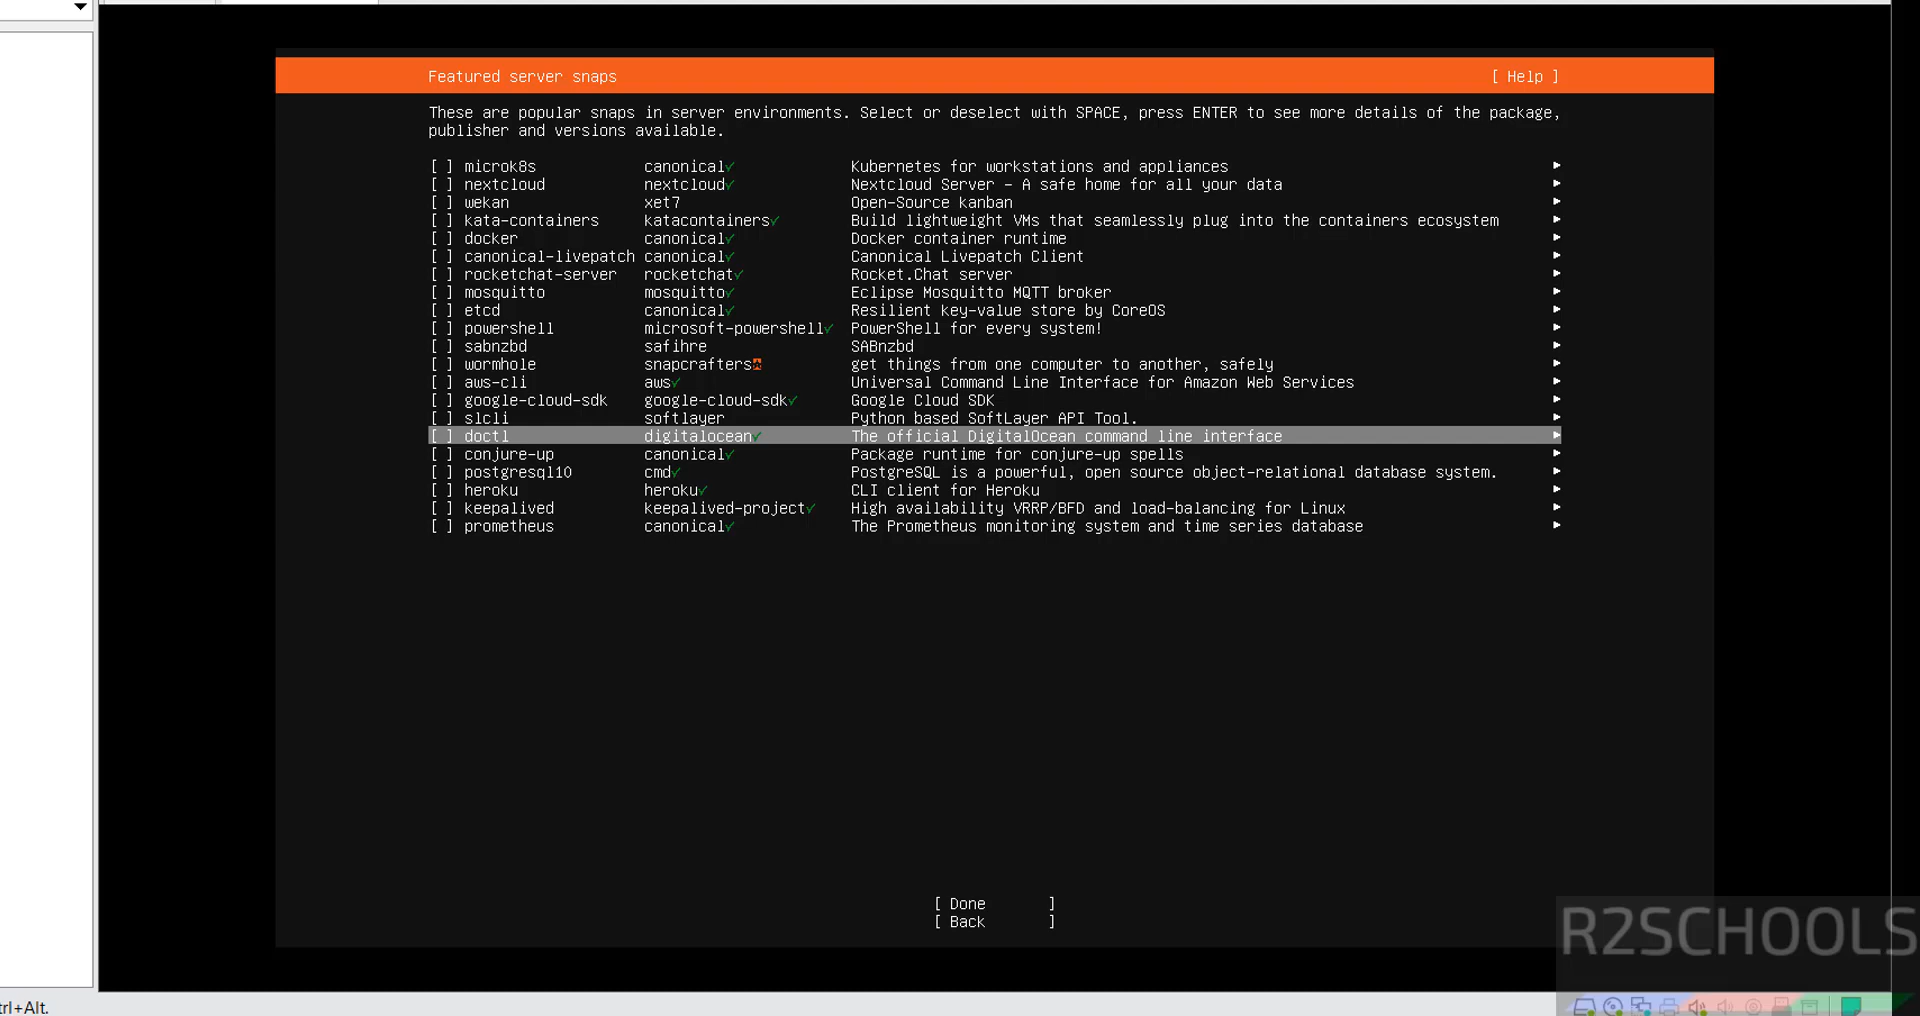 Featured server snaps [ Help ]
These are popular snaps in server environments. Select or deselect with SPACE, press ENTER to see more details of the package,
publisher and versions available.
[ ] microk8s canonical✓ Kubernetes for workstations and appliances ▸
[ ] nextcloud nextcloud✓ Nextcloud Server - A safe home for all your data ▸
[ ] wekan xet7 Open-Source kanban ▸
[ ] kata-containers katacontainers✓ Build lightweight VMs that seamlessly plug into the containers ecosystem ▸
[ ] docker canonical✓ Docker container runtime ▸
[ ] canonical-livepatch canonical✓ Canonical Livepatch Client ▸
[ ] rocketchat-server rocketchat✓ Rocket.Chat server ▸
[ ] mosquitto mosquitto✓ Eclipse Mosquitto MQTT broker ▸
[ ] etcd canonical✓ Resilient key-value store by CoreOS ▸
[ ] powershell microsoft-powershell✓ PowerShell for every system! ▸
[ ] sabnzbd safihre SABnzbd ▸
[ ] wormhole snapcrafters get things from one computer to another, safely ▸
[ ] aws-cli aws✓ Universal Command Line Interface for Amazon Web Services ▸
[ ] google-cloud-sdk google-cloud-sdk✓ Google Cloud SDK ▸
[ ] slcli softlayer Python based SoftLayer API Tool. ▸
[ ] doctl digitalocean✓ The official DigitalOcean command line interface ▸
[ ] conjure-up canonical✓ Package runtime for conjure-up spells ▸
[ ] postgresql10 cmd✓ PostgreSQL is a powerful, open source object-relational database system. ▸
[ ] heroku heroku✓ CLI client for Heroku ▸
[ ] keepalived keepalived-project✓ High availability VRRP/BFD and load-balancing for Linux ▸
[ ] prometheus canonical✓ The Prometheus monitoring system and time series database ▸
[ Done ]
[ Back ]
R2SCHOOLS
trl+Alt.